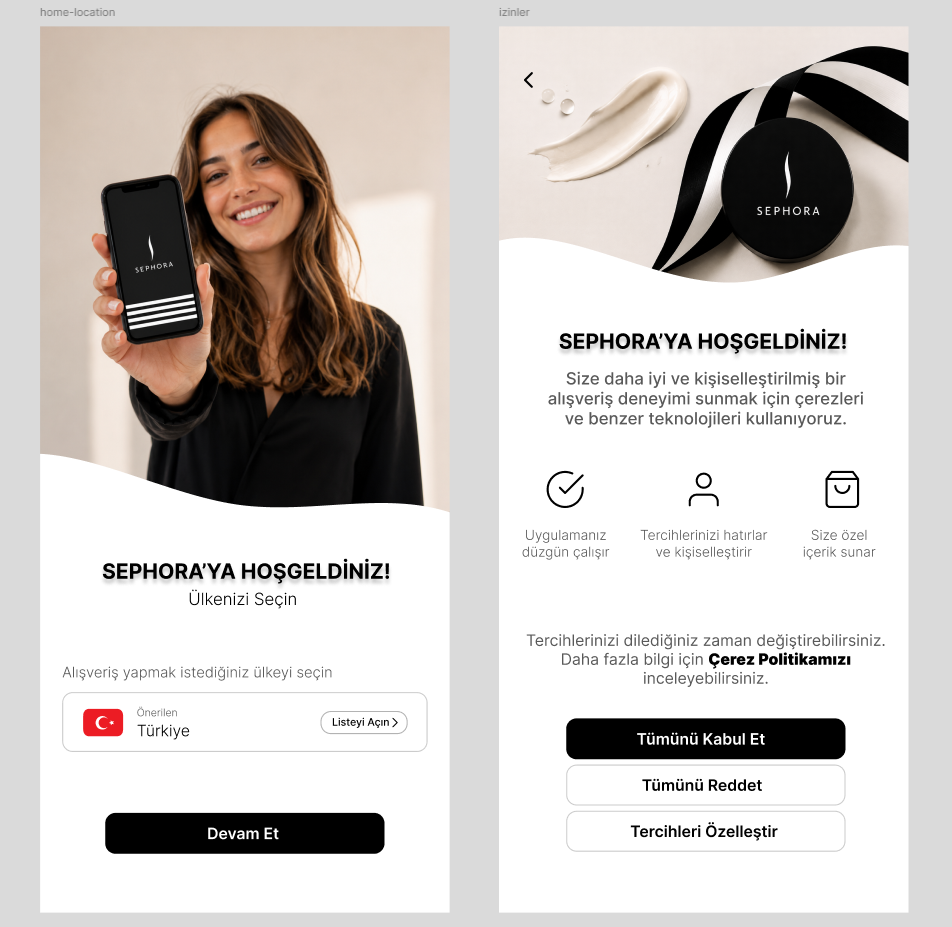 home-location
SEPHORA
SEPHORA'YA HOŞGELDİNİZ!
Ülkenizi Seçin
Alışveriş yapmak istediğiniz ülkeyi seçin
Önerilen
Türkiye
Listeyi Açın
Devam Et
izinler
SEPHORA
SEPHORA'YA HOŞGELDİNİZ!
Size daha iyi ve kişiselleştirilmiş bir
alışveriş deneyimi sunmak için çerezleri
ve benzer teknolojileri kullanıyoruz.
Uygulamanız
düzgün çalışır
Tercihlerinizi hatırlar
ve kişiselleştirir
Size özel
içerik sunar
Tercihlerinizi dilediğiniz zaman değiştirebilirsiniz.
Daha fazla bilgi için Çerez Politikamızı
inceleyebilirsiniz.
Tümünü Kabul Et
Tümünü Reddet
Tercihleri Özelleştir